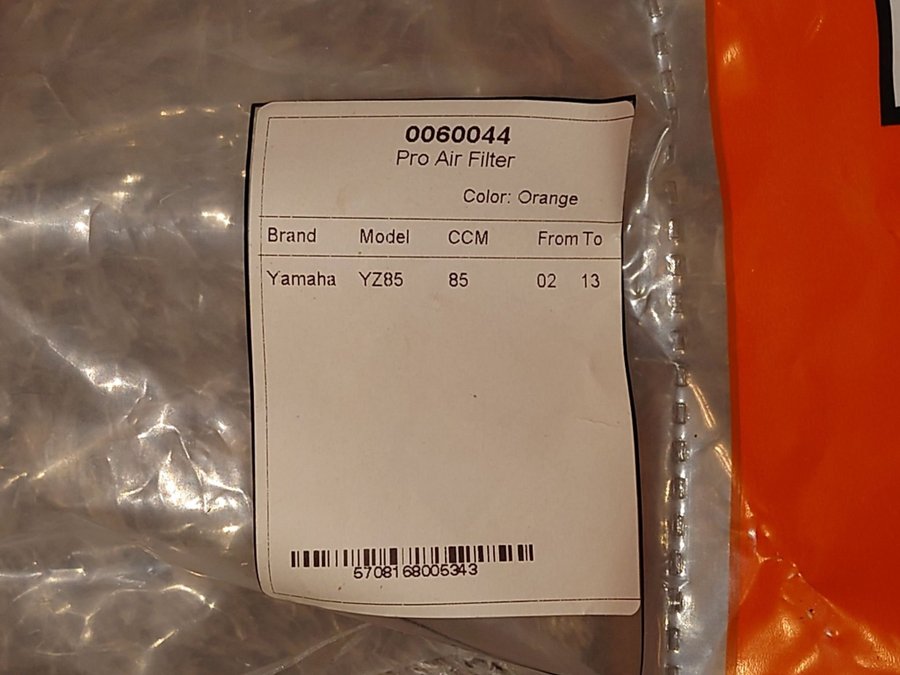 0060044
Pro Air Filter
Color: Orange
Brand Model CCM From To
Yamaha YZ85 85 02 13
5708168005343